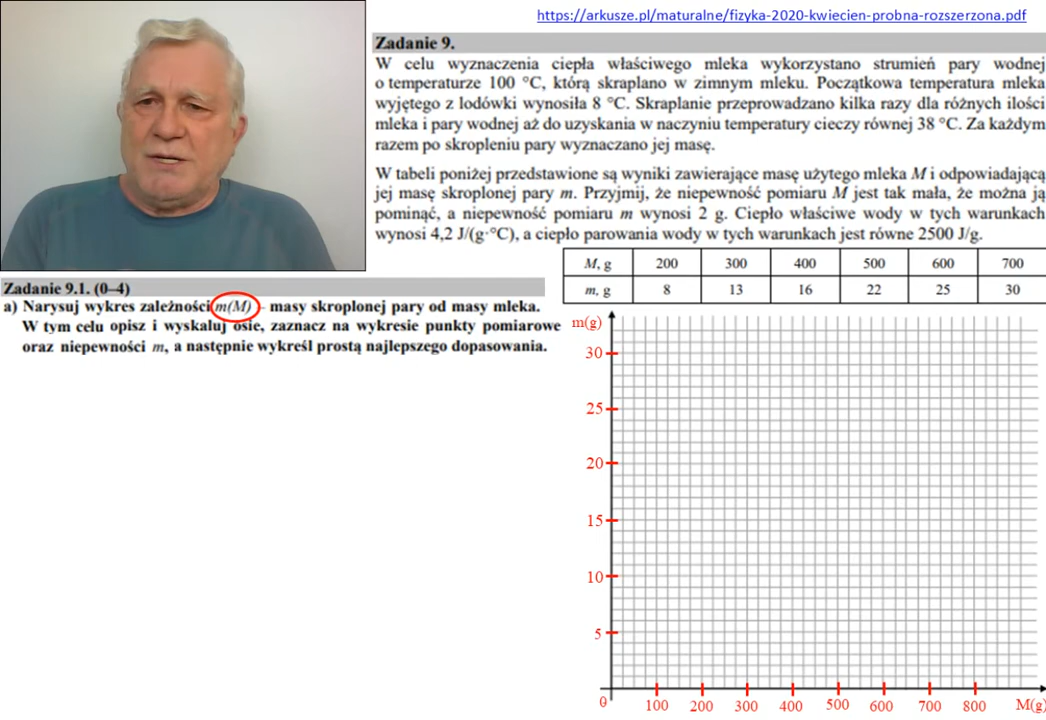 https://arkusze.pl/maturalne/fizyka-2020-kwiecien-probna-rozszerzona.pdf
Zadanie 9.
W celu wyznaczenia ciepła właściwego mleka wykorzystano strumień pary wodnej
o temperaturze 100 °C, którą skraplano w zimnym mleku. Początkowa temperatura mleka
wyjętego z lodówki wynosiła 8 °C. Skraplanie przeprowadzano kilka razy dla różnych ilości
mleka i pary wodnej aż do uzyskania w naczyniu temperatury cieczy równej 38 °C. Za każdym
razem po skropleniu pary wyznaczano jej masę.
W tabeli poniżej przedstawione są wyniki zawierające masę użytego mleka M i odpowiadającą
jej masę skroplonej pary m. Przyjmij, że niepewność pomiaru M jest tak mała, że można ją
pominąć, a niepewność pomiaru m wynosi 2 g. Ciepło właściwe wody w tych warunkach
wynosi 4,2 J/(g·°C), a ciepło parowania wody w tych warunkach jest równe 2500 J/g.
M, g 200 300 400 500 600 700
m, g 8 13 16 22 25 30
Zadanie 9.1. (0–4)
a) Narysuj wykres zależności m(M) – masy skroplonej pary od masy mleka.
W tym celu opisz i wyskaluj osie, zaznacz na wykresie punkty pomiarowe
oraz niepewności m, a następnie wykreśl prostą najlepszego dopasowania.
m(g)
30
25
20
15
10
5
0 100 200 300 400 500 600 700 800 M(g)